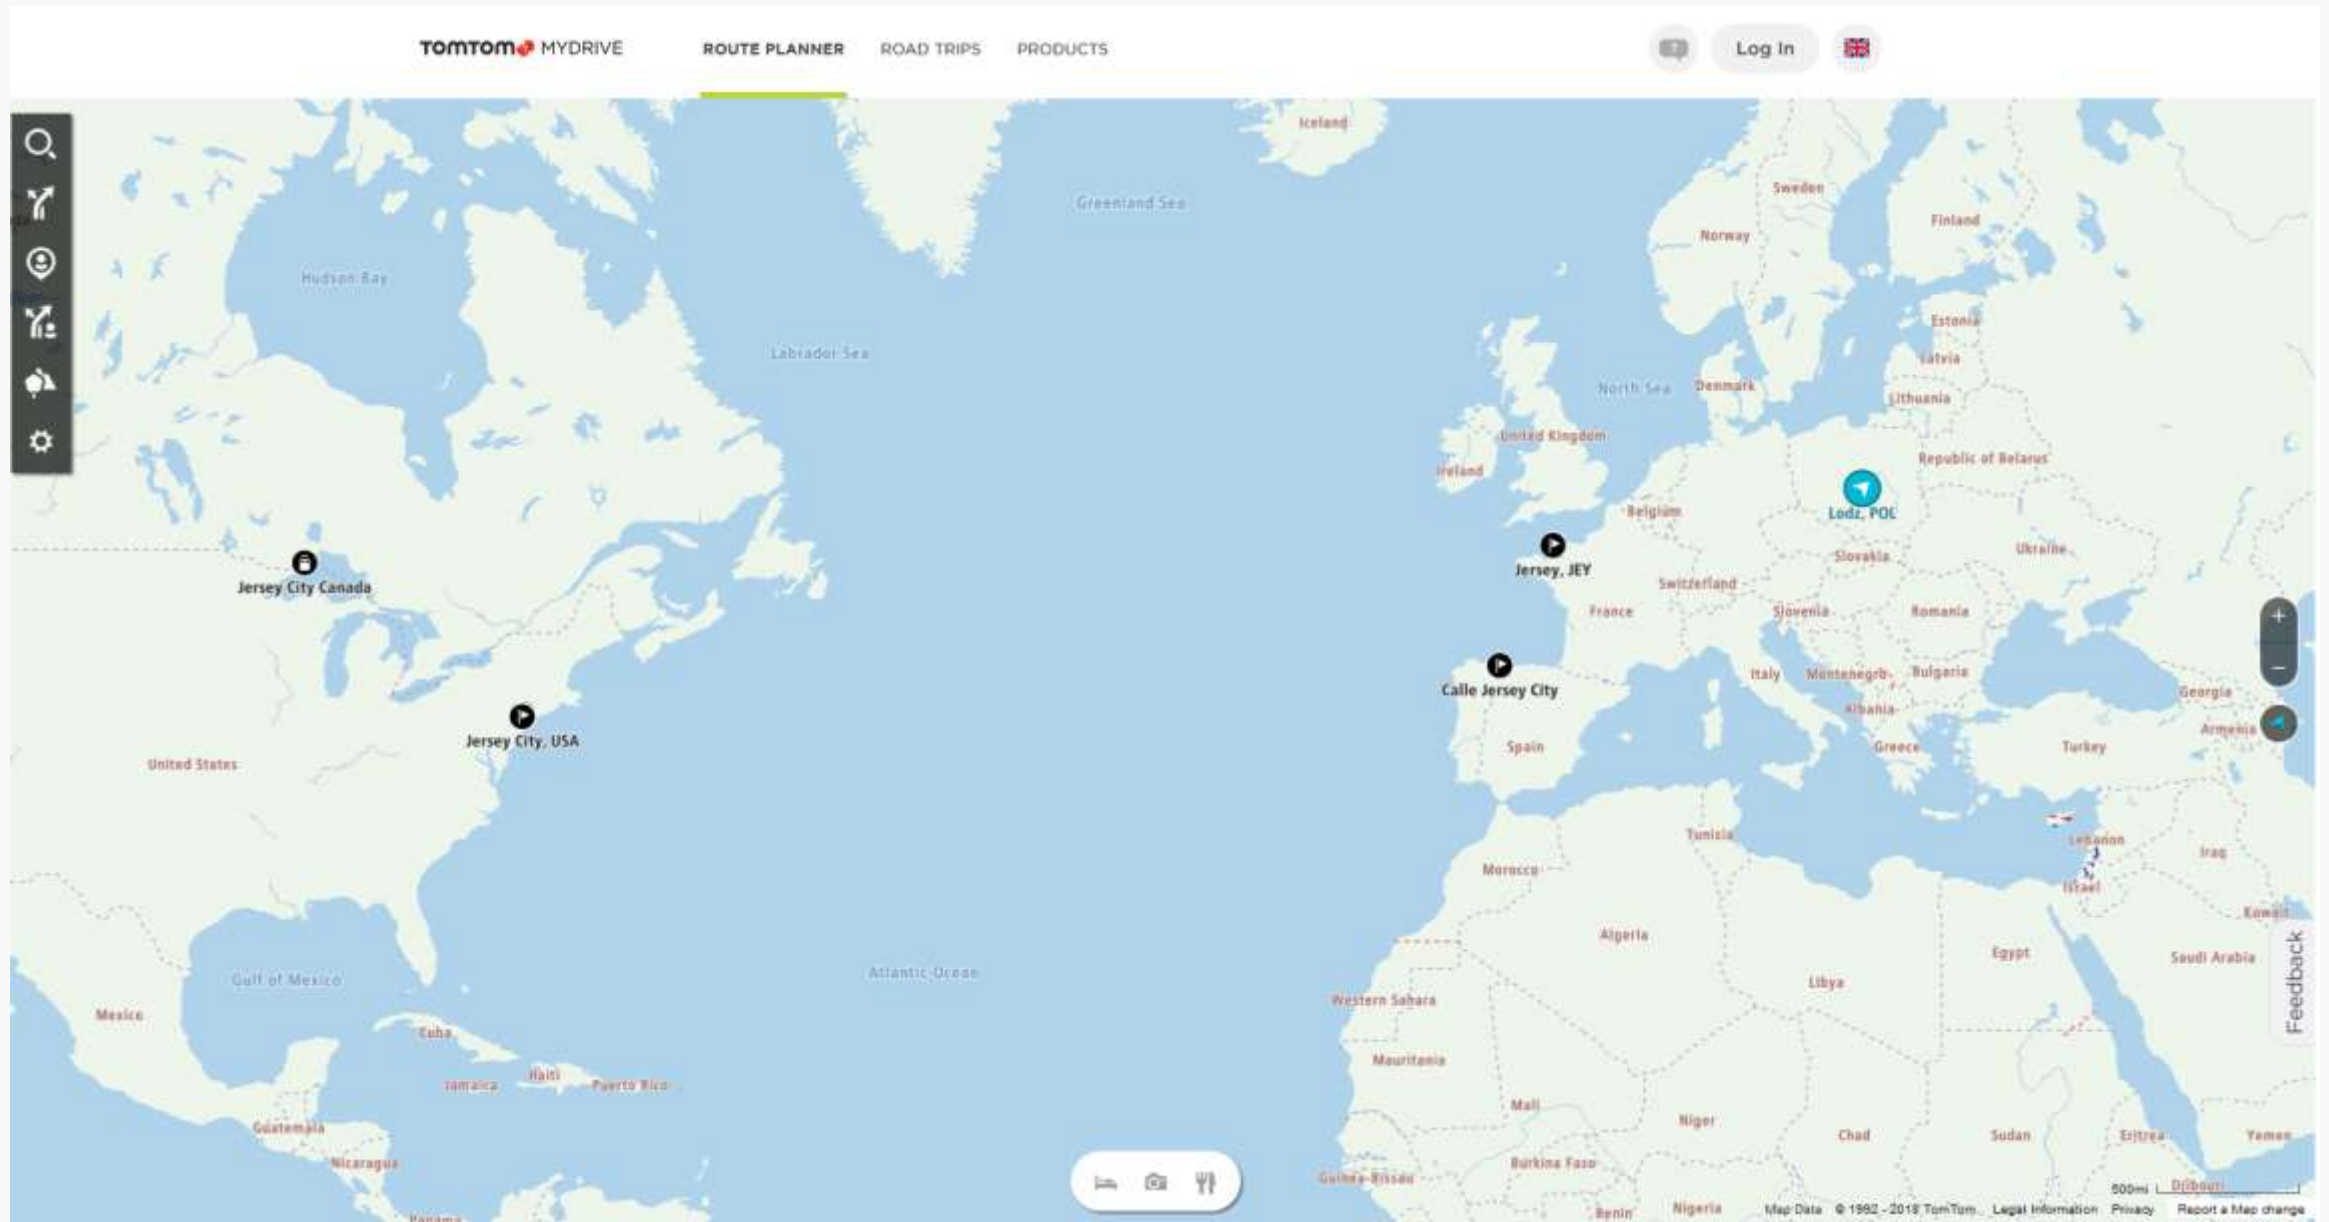 TOMTOM MYDRIVE
ROUTE PLANNER
ROAD TRIPS
PRODUCTS
?
Log In
Iceland
Greenland Sea
Sweden
Finland
Norway
Hudson Bay
Estonia
Labrador Sea
Latvia
North Sea
Denmark
Lithuania
United Kingdom
Republic of Belarus
Ireland
Belgium
Lodz, POL
Ukraine
Slovakia
Jersey, JEY
Jersey City Canada
Switzerland
France
Slovenia
Romania
+
−
Italy
Montenegro
Bulgaria
Calle Jersey City
Georgia
Albania
Armenia
Jersey City, USA
Spain
Greece
Turkey
United States
Tunisia
Lebanon
Iraq
Morocco
Israel
Kuwait
Algeria
Egypt
Saudi Arabia
Feedback
Gulf of Mexico
Atlantic Ocean
Libya
Western Sahara
Mexico
Cuba
Mauritania
Haiti
Jamaica
Puerto Rico
Mali
Niger
Chad
Sudan
Eritrea
Yemen
Guatemala
Nicaragua
Burkina Faso
Guinea-Bissau
Djibouti
500mi
Panama
Benin
Nigeria
Map Data © 1992 - 2018 TomTom. Legal Information Privacy Report a Map change